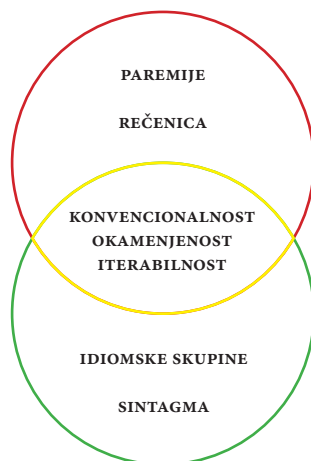 PAREMIJE
REČENICA
KONVENCIONALNOST
OKAMENJENOST
ITERABILNOST
IDIOMSKE SKUPINE
SINTAGMA